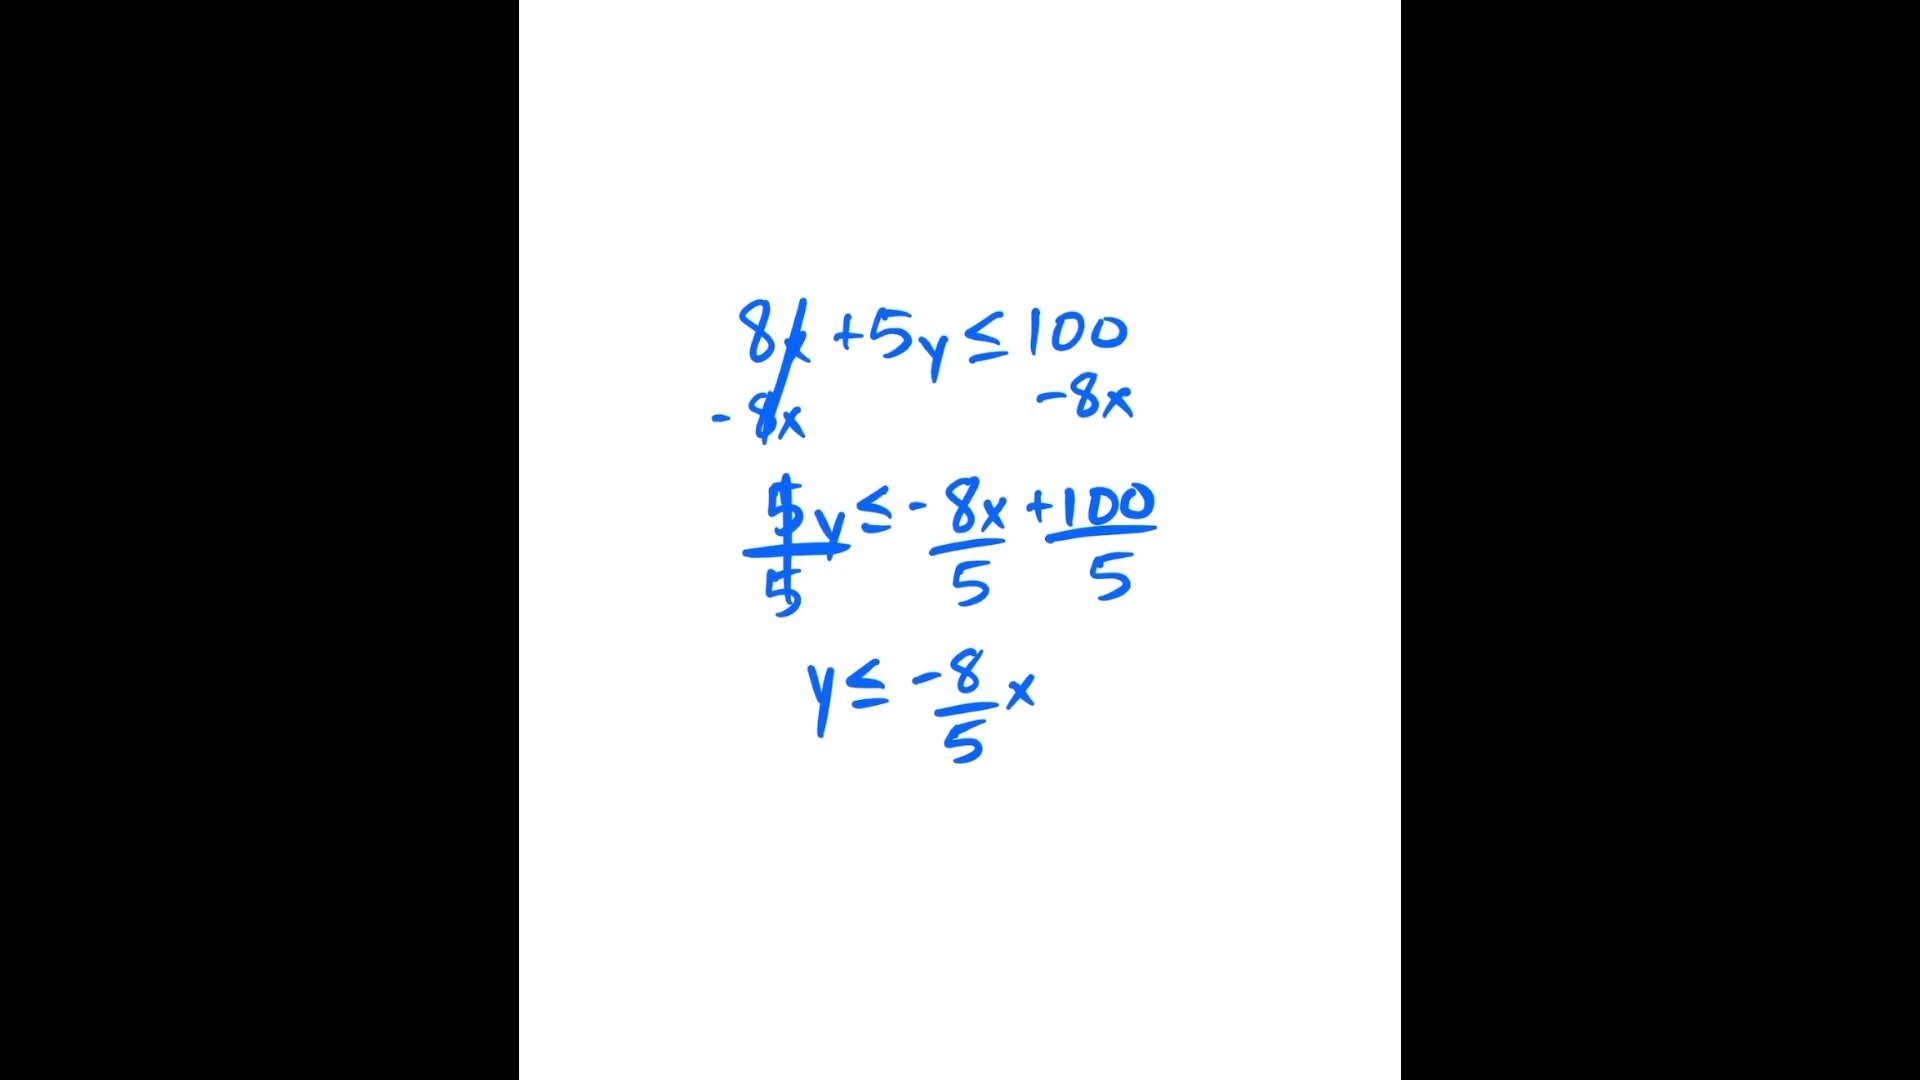 8x +5y ≤ 100
- 8x -8x
5y ≤ - 8x +100
5 5 5
y ≤ -8/5 x